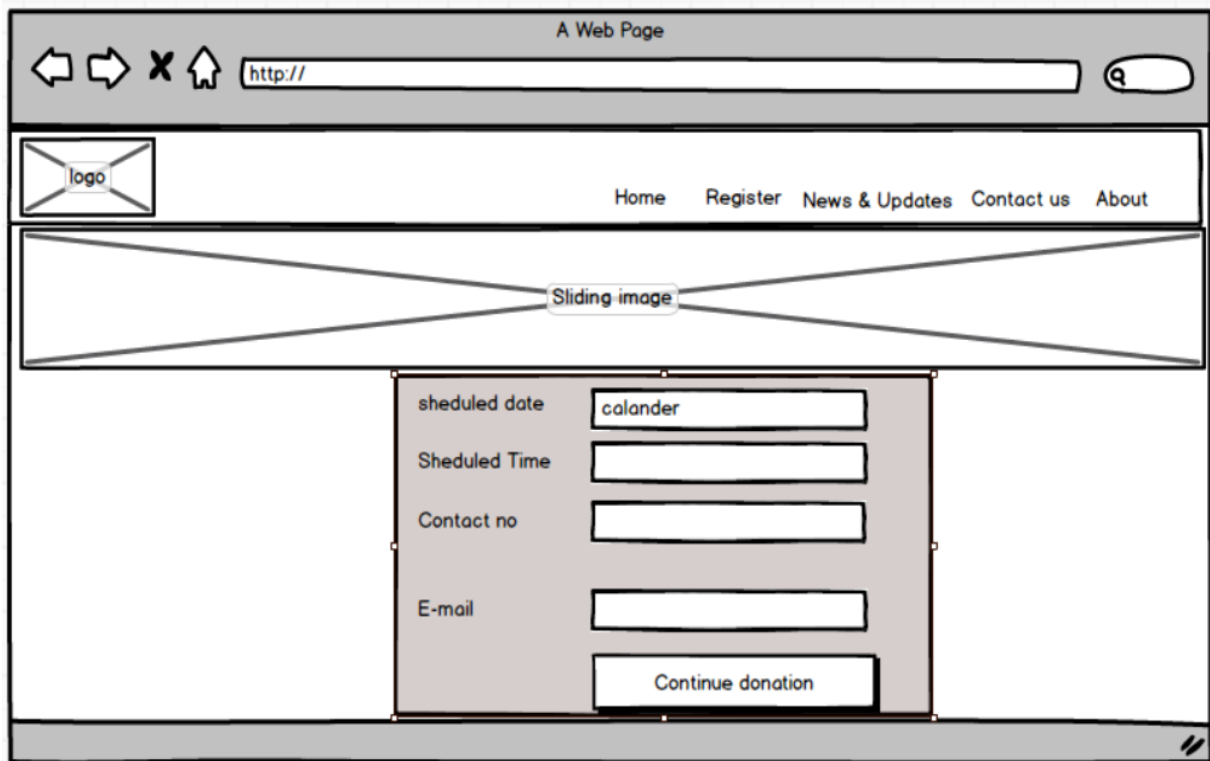 A Web Page
http://
logo
Home Register News & Updates Contact us About
Sliding image
sheduled date calander
Sheduled Time
Contact no
E-mail
Continue donation